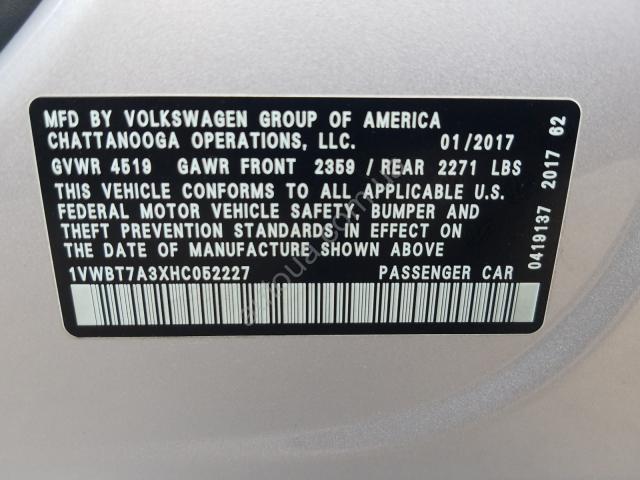 MFD BY VOLKSWAGEN GROUP OF AMERICA
CHATTANOOGA OPERATIONS, LLC. 01/2017
GVWR 4519 GAWR FRONT 2359 / REAR 2271 LBS
THIS VEHICLE CONFORMS TO ALL APPLICABLE U.S.
FEDERAL MOTOR VEHICLE SAFETY, BUMPER AND
THEFT PREVENTION STANDARDS IN EFFECT ON
THE DATE OF MANUFACTURE SHOWN ABOVE
1VWBT7A3XHC052227 PASSENGER CAR
0419137 2017 62